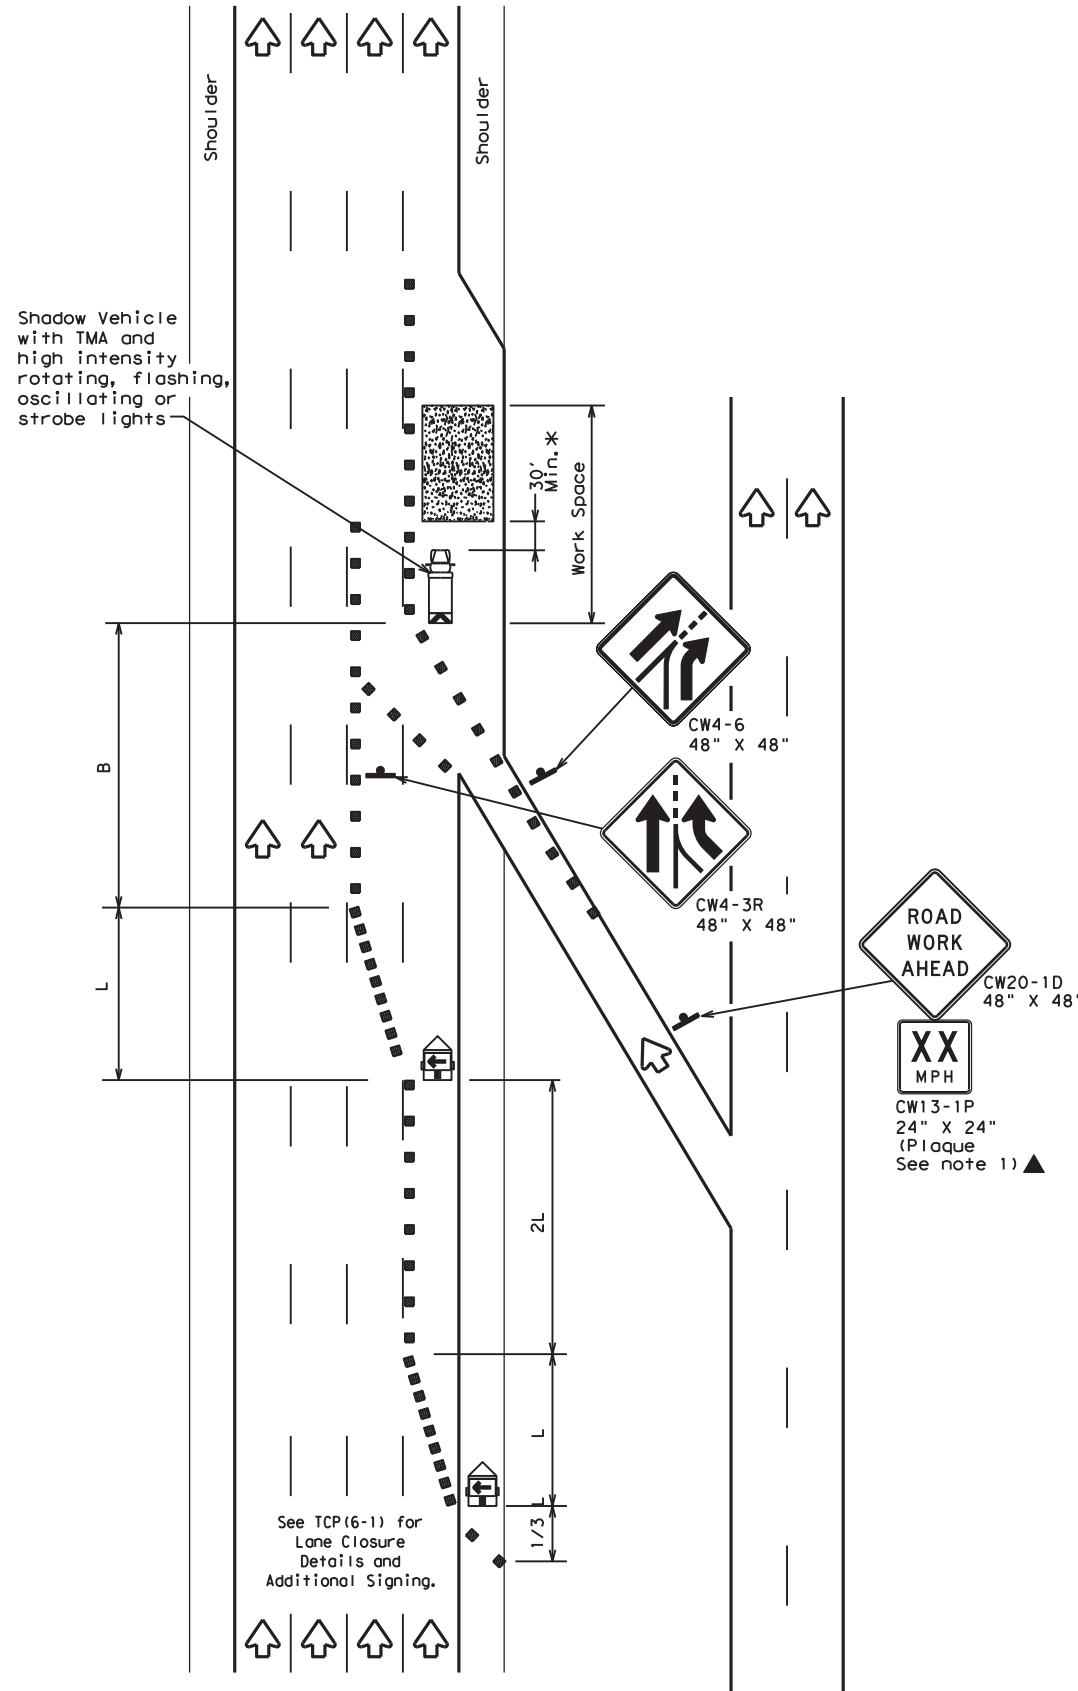 Shoulder
Shoulder
Shadow Vehicle
with TMA and
high intensity
rotating, flashing,
oscillating or
strobe lights
30'
Min.*
Work Space
CW4-6
48" X 48"
B
CW4-3R
48" X 48"
ROAD
WORK
AHEAD
CW20-1D
48" X 48"
L
XX
MPH
CW13-1P
24" X 24"
(Plaque
See note 1)▲
2L
L
1/3 L
See TCP(6-1) for
Lane Closure
Details and
Additional Signing.